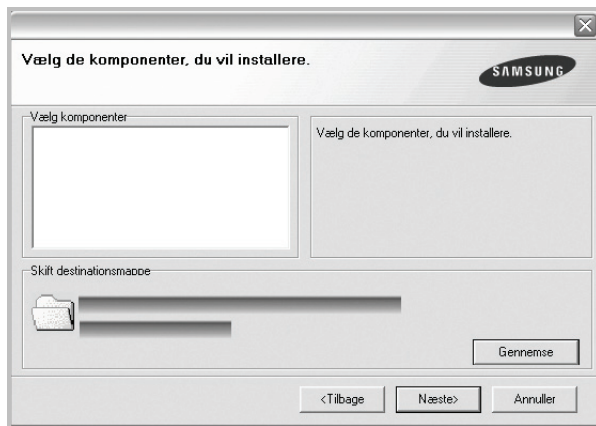 Vælg de komponenter, du vil installere.
SAMSUNG
Vælg komponenter
Vælg de komponenter, du vil installere.
Skift destinationsmappe
Gennemse
<Tilbage
Næste>
Annuller